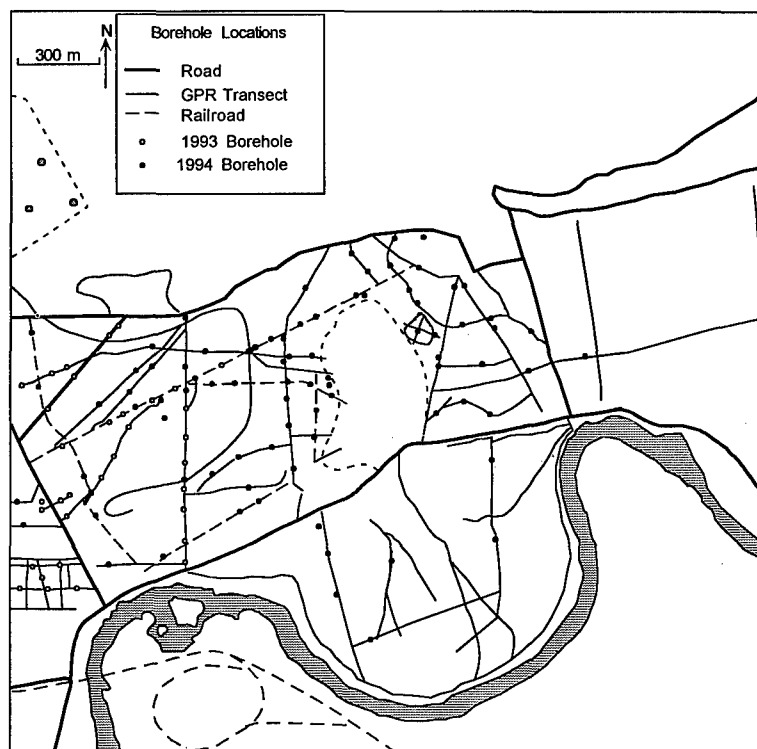 N
300 m
Borehole Locations
Road
GPR Transect
Railroad
1993 Borehole
1994 Borehole